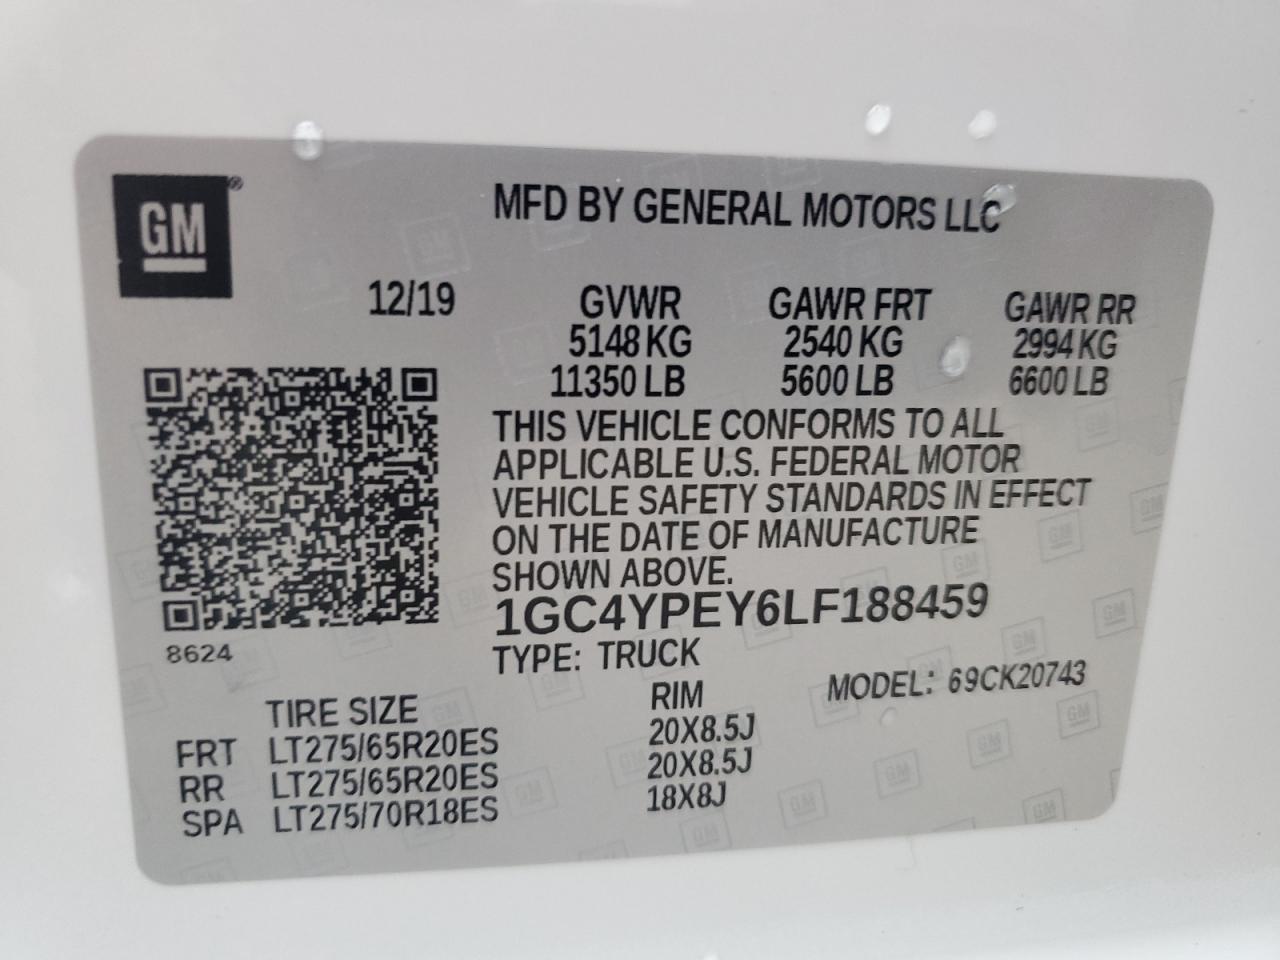 GM®
MFD BY GENERAL MOTORS LLC
12/19
GVWR GAWR FRT GAWR RR
5148 KG 2540 KG 2994 KG
11350 LB 5600 LB 6600 LB
THIS VEHICLE CONFORMS TO ALL
APPLICABLE U.S. FEDERAL MOTOR
VEHICLE SAFETY STANDARDS IN EFFECT
ON THE DATE OF MANUFACTURE
SHOWN ABOVE.
1GC4YPEY6LF188459
8624
TYPE: TRUCK
MODEL: 69CK20743
TIRE SIZE RIM
FRT LT275/65R20ES 20X8.5J
RR LT275/65R20ES 20X8.5J
SPA LT275/70R18ES 18X8J